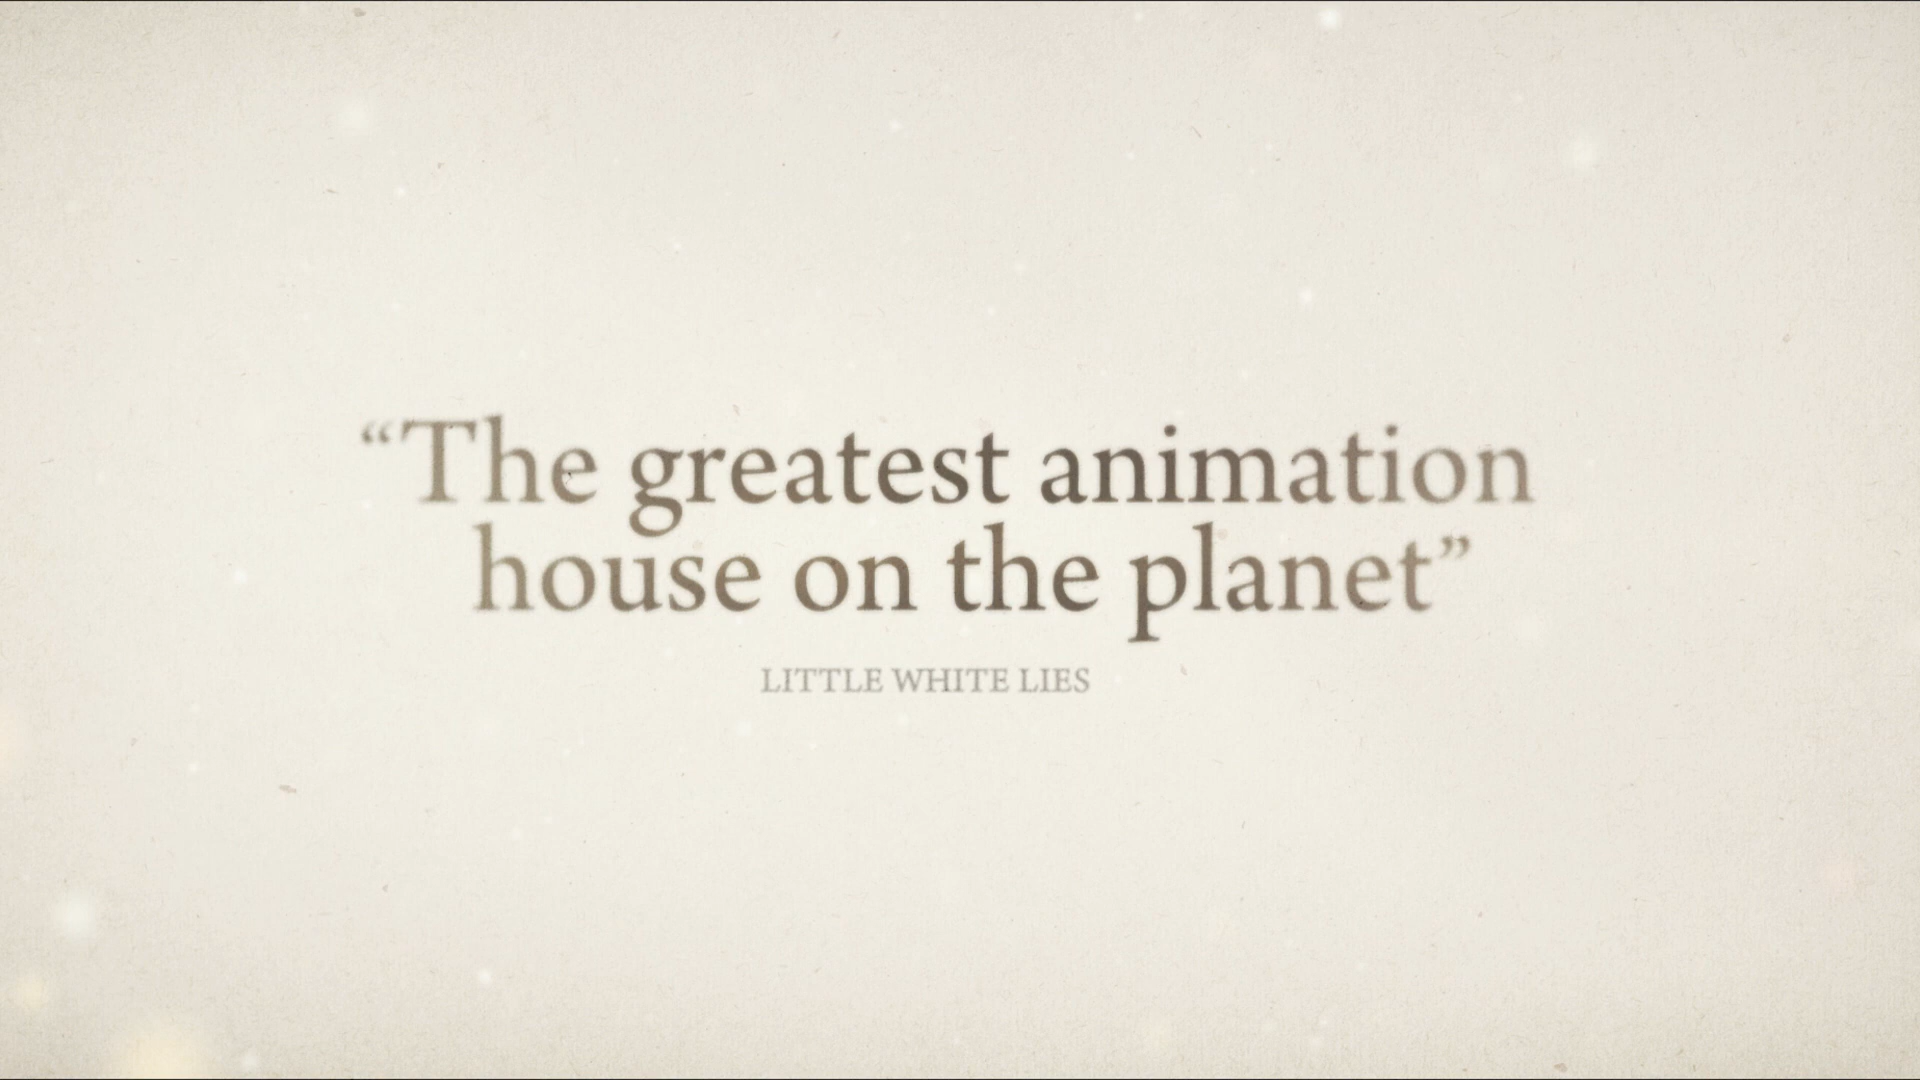 “The greatest animation
house on the planet”
LITTLE WHITE LIES